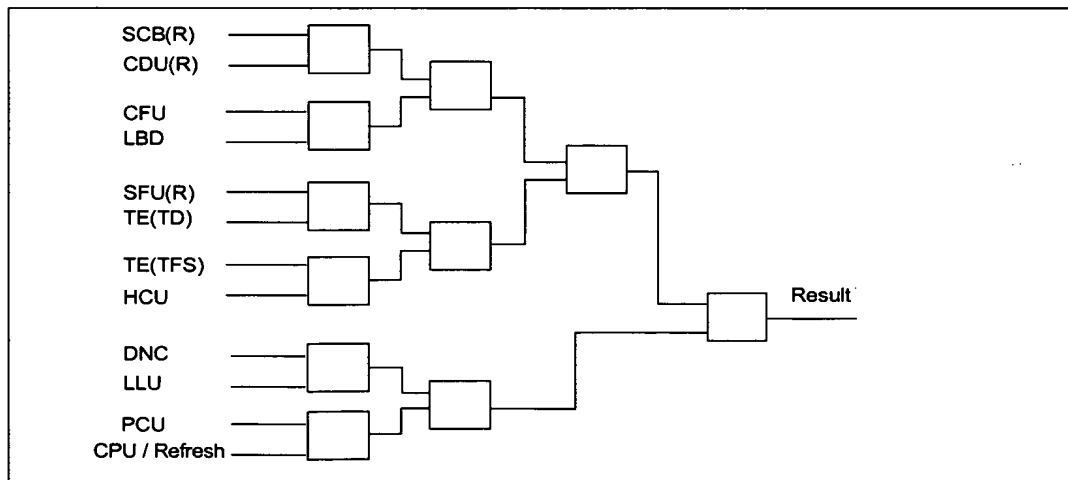 SCB(R)
CDU(R)
CFU
LBD
SFU(R)
TE(TD)
TE(TFS)
HCU
Result
DNC
LLU
PCU
CPU / Refresh